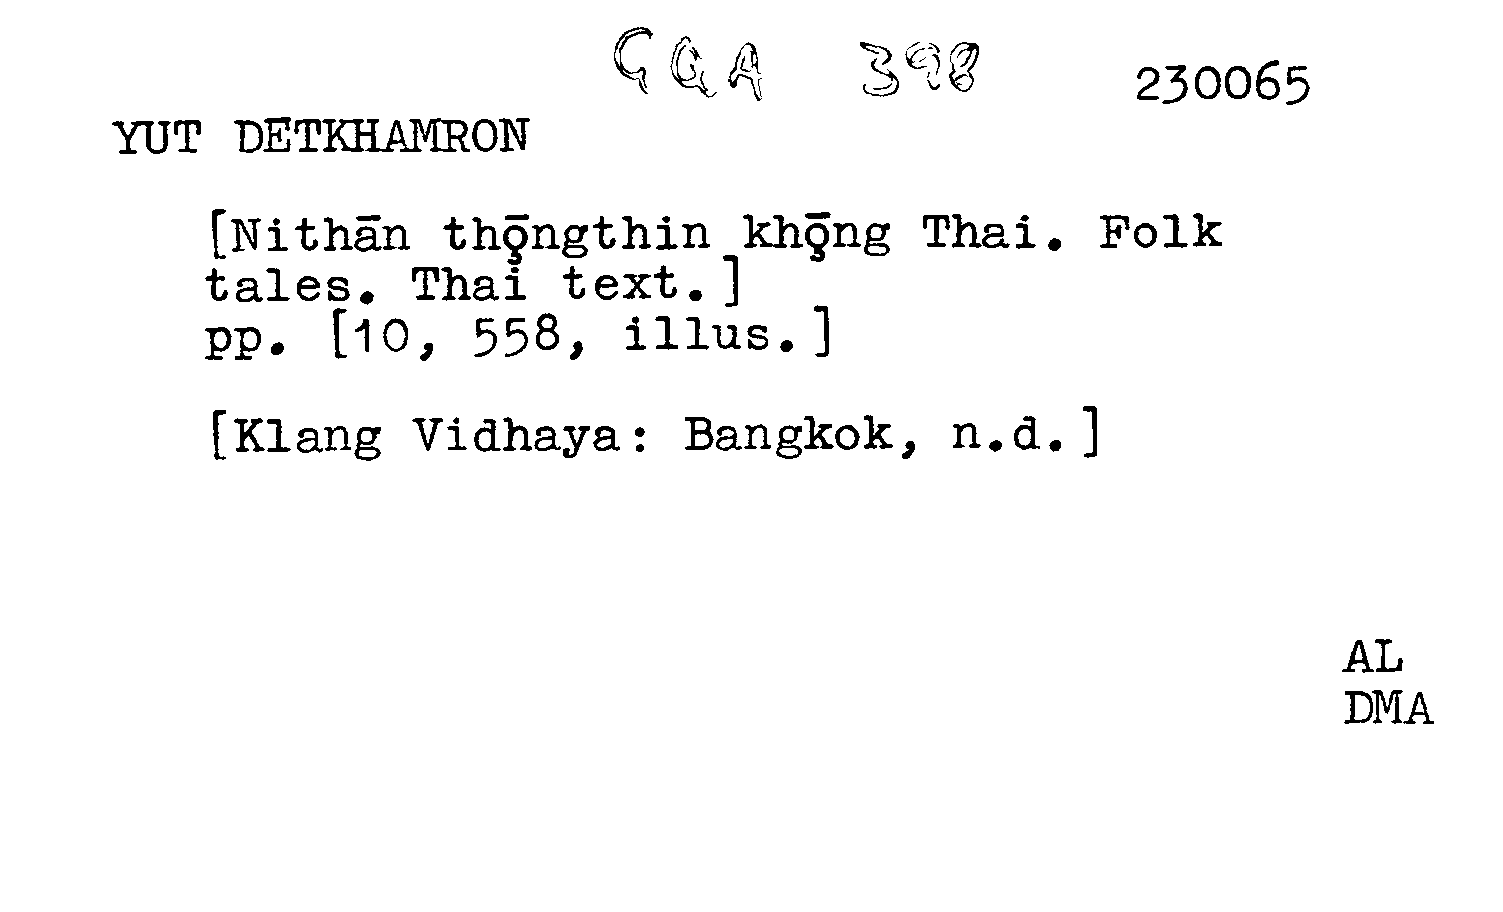 GQA 398 230065
YUT DETKHAMRON
[Nithān thǭngthin khǭng Thai. Folk
tales. Thai text.]
pp. [10, 558, illus.]
[Klang Vidhaya: Bangkok, n.d.]
AL
DMA